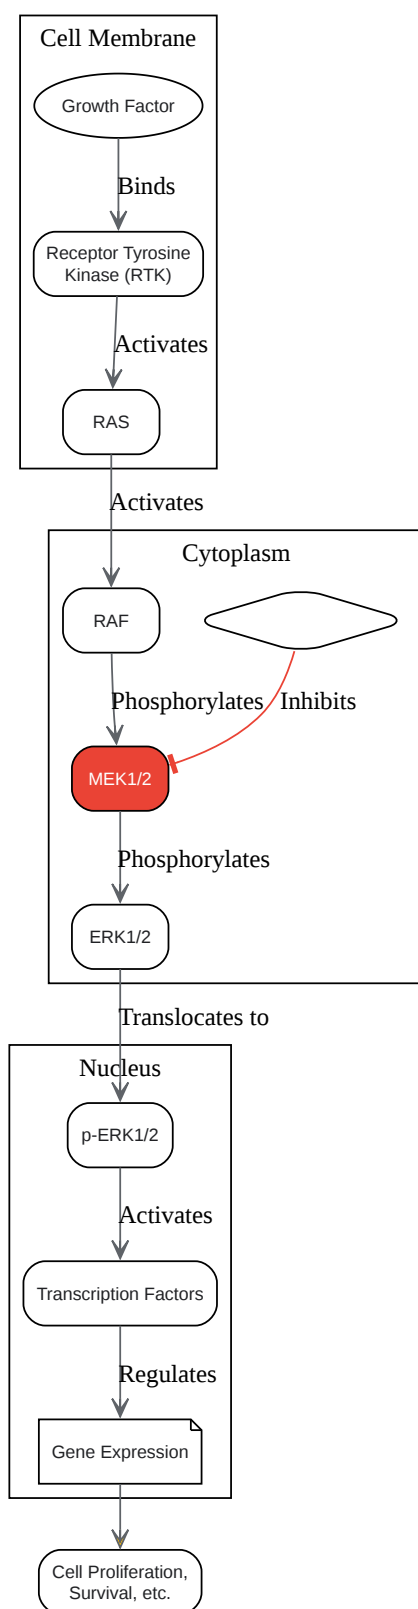 Cell Membrane
Growth Factor
Binds
Receptor Tyrosine
Kinase (RTK)
Activates
RAS
Activates
Cytoplasm
RAF
Phosphorylates
Inhibits
MEK1/2
Phosphorylates
ERK1/2
Translocates to
Nucleus
p-ERK1/2
Activates
Transcription Factors
Regulates
Gene Expression
Cell Proliferation,
Survival, etc.